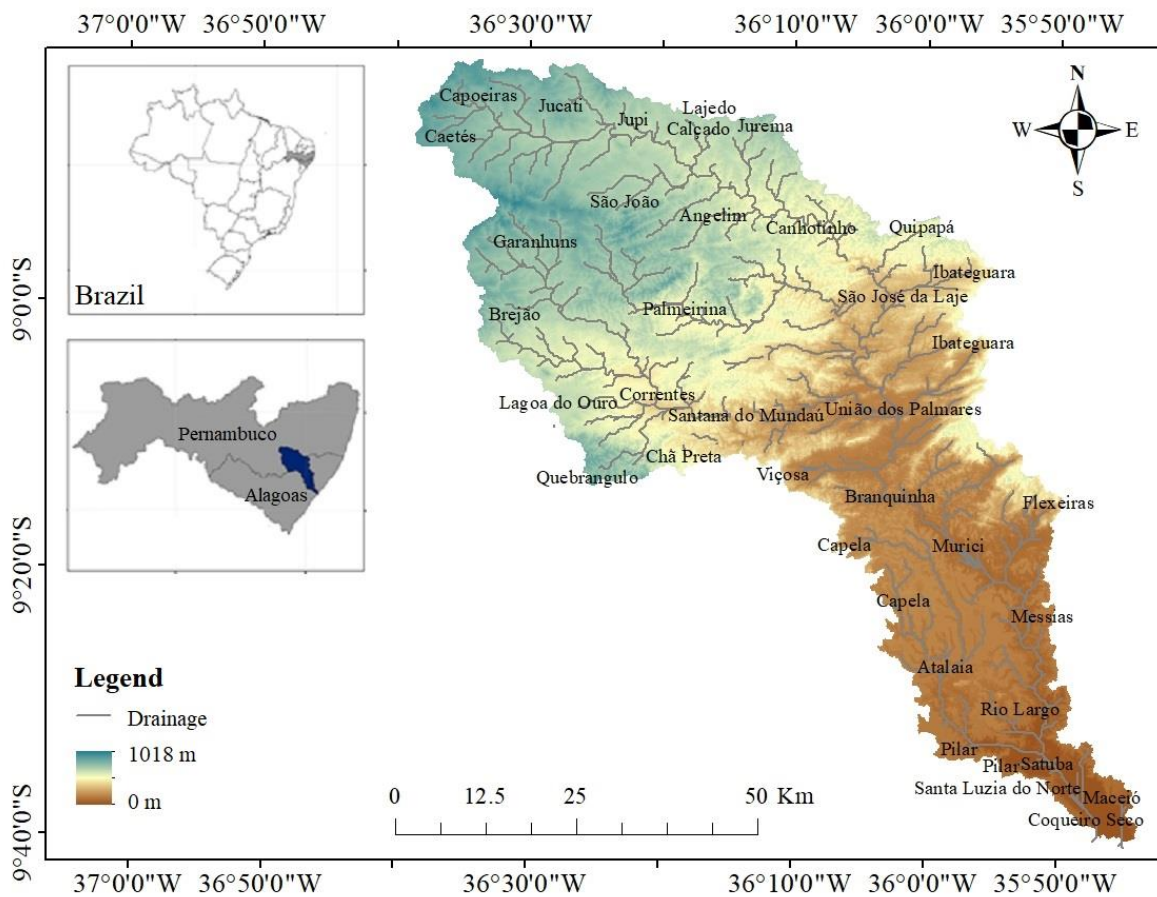 37°0'0"W 36°50'0"W 36°30'0"W 36°10'0"W 36°0'0"W 35°50'0"W
N
W E
S
Brazil
Pernambuco
Alagoas
Capoeiras
Jucati
Lajedo
Jupi
Calçado
Jurema
Caetés
São João
Angelim
Canhotinho
Quipapá
Garanhuns
Ibateguara
São José da Laje
Palmeirina
Brejão
Ibateguara
Correntes
Lagoa do Ouro
Santana do Mundaú
União dos Palmares
Chã Preta
Quebrangulo
Viçosa
Branquinha
Flexeiras
Capela
Murici
Capela
Messias
Atalaia
Rio Largo
Pilar
Pilar
Satuba
Santa Luzia do Norte
Maceió
Coqueiro Seco
9°0'0"S
9°20'0"S
9°40'0"S
9°0'0"S
Legend
Drainage
1018 m
0 m
0 12.5 25 50 Km
37°0'0"W 36°50'0"W 36°30'0"W 36°10'0"W 36°0'0"W 35°50'0"W